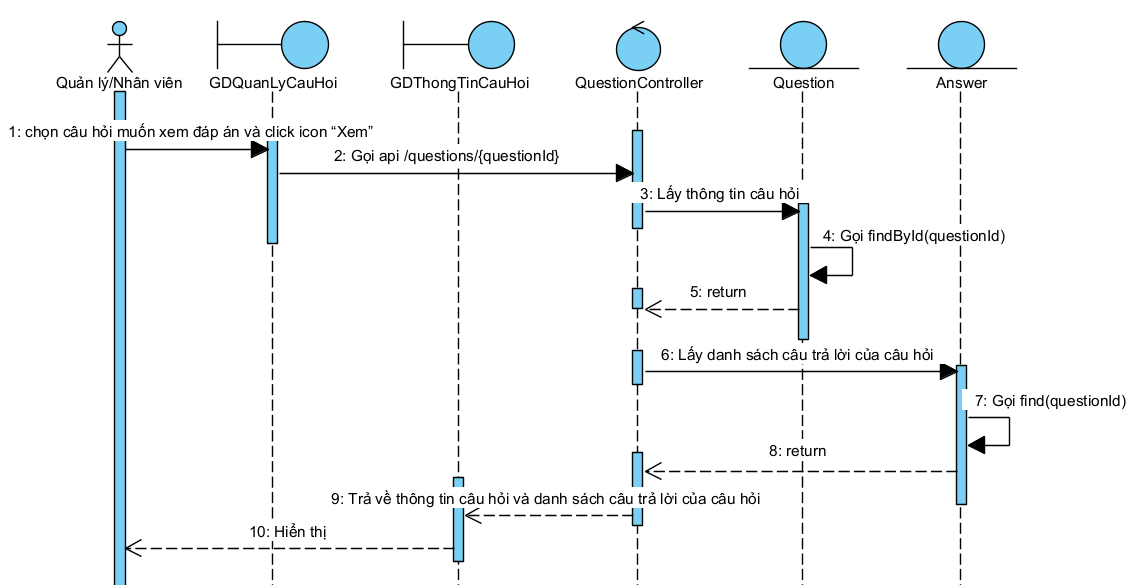 Quản lý/Nhân viên
GDQuanLyCauHoi
GDThongTinCauHoi
QuestionController
Question
Answer
1: chọn câu hỏi muốn xem đáp án và click icon “Xem”
2: Gọi api /questions/{questionId}
3: Lấy thông tin câu hỏi
4: Gọi findById(questionId)
5: return
6: Lấy danh sách câu trả lời của câu hỏi
7: Gọi find(questionId)
8: return
9: Trả về thông tin câu hỏi và danh sách câu trả lời của câu hỏi
10: Hiển thị